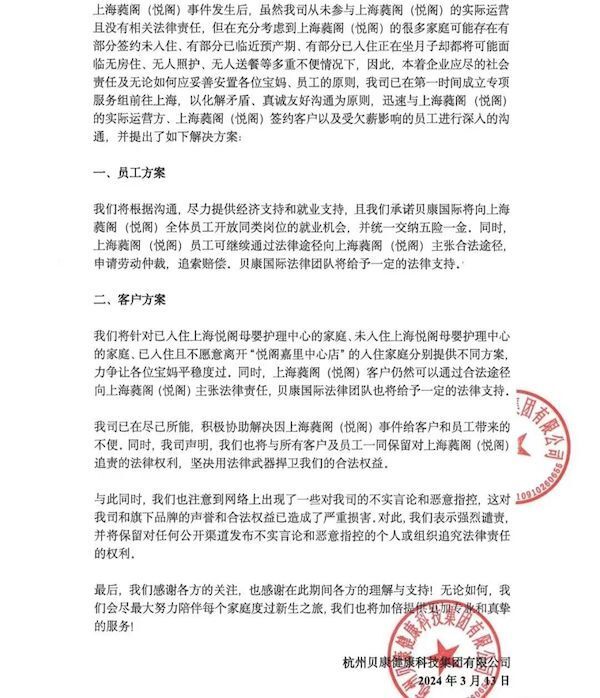 上海蕤阁（悦阁）事件发生后，虽然我司从未参与上海蕤阁（悦阁）的实际运营
且没有相关法律责任，但在充分考虑到上海蕤阁（悦阁）的很多家庭可能存在有
部分签约未入住、有部分已临近预产期、有部分已入住正在坐月子却都将可能面
临无房住、无人照护、无人送餐等多重不便情况下，因此，本着企业应尽的社会
责任及无论如何应妥善安置各位宝妈、员工的原则，我司已在第一时间成立专项
服务组前往上海，以化解矛盾、真诚友好沟通为原则，迅速与上海蕤阁（悦阁）
的实际运营方、上海蕤阁（悦阁）签约客户以及受欠薪影响的员工进行深入的沟
通，并提出了如下解决方案：
一、员工方案
我们将根据沟通，尽力提供经济支持和就业支持，且我们承诺贝康国际将向上海
蕤阁（悦阁）全体员工开放同类岗位的就业机会，并统一交纳五险一金。同时，
上海蕤阁（悦阁）员工可继续通过法律途径向上海蕤阁（悦阁）主张合法途径，
申请劳动仲裁，追索赔偿。贝康国际法律团队将给予一定的法律支持。
二、客户方案
我们将针对已入住上海悦阁母婴护理中心的家庭、未入住上海悦阁母婴护理中心
的家庭、已入住且不愿意离开“悦阁嘉里中心店”的入住家庭分别提供不同方案，
力争让各位宝妈平稳度过。同时，上海蕤阁（悦阁）客户仍然可以通过合法途径
向上海蕤阁（悦阁）主张法律责任，贝康国际法律团队也将给予一定的法律支持。
我司已在尽己所能，积极协助解决因上海蕤阁（悦阁）事件给客户和员工带来的
不便。同时，我司声明，我们也将与所有客户及员工一同保留对上海蕤阁（悦阁）
追责的法律权利，坚决用法律武器捍卫我们的合法权益。
集团有限公司
10910260656
与此同时，我们也注意到网络上出现了一些对我司的不实言论和恶意指控，这对
我司和旗下品牌的声誉和合法权益已造成了严重损害。对此，我们表示强烈谴责，
并将保留对任何公开渠道发布不实言论和恶意指控的个人或组织追究法律责任
的权利。
最后，我们感谢各方的关注，也感谢在此期间各方的理解与支持！无论如何，我
们会尽最大努力陪伴每个家庭度过新生之旅，我们也将加倍提供更加专业和真挚
的服务！
杭州贝康健康科技集团有限公司
2024 年 3 月 13 日